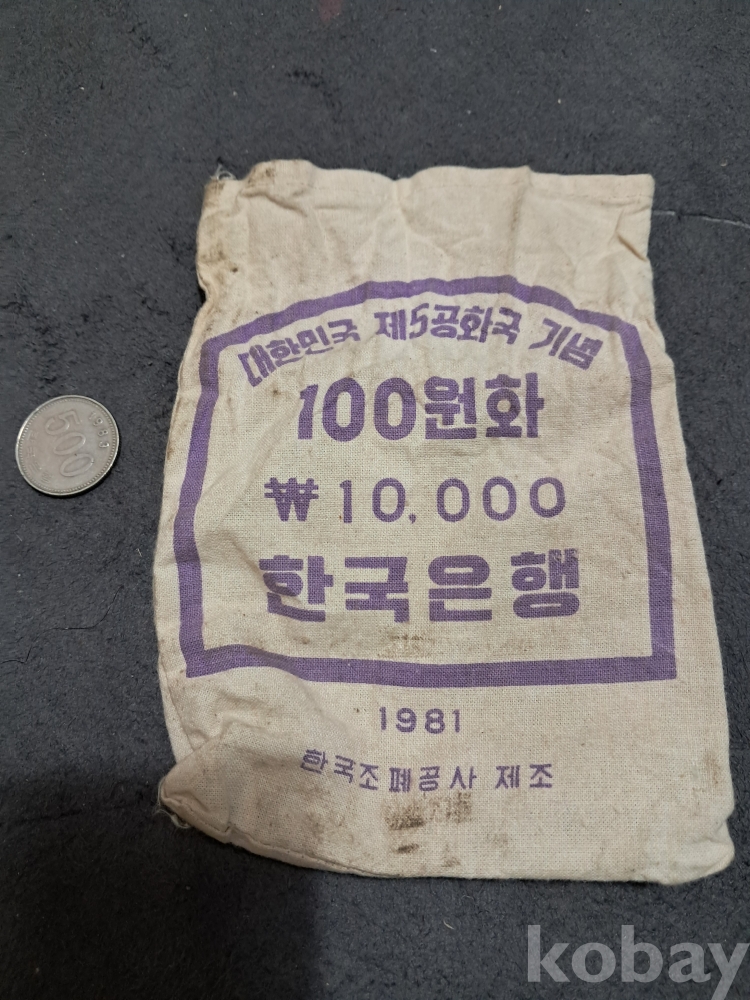 대한민국 제5공화국 기념
100원화
₩10,000
한국은행
1981
한국조폐공사 제조
500
kobay